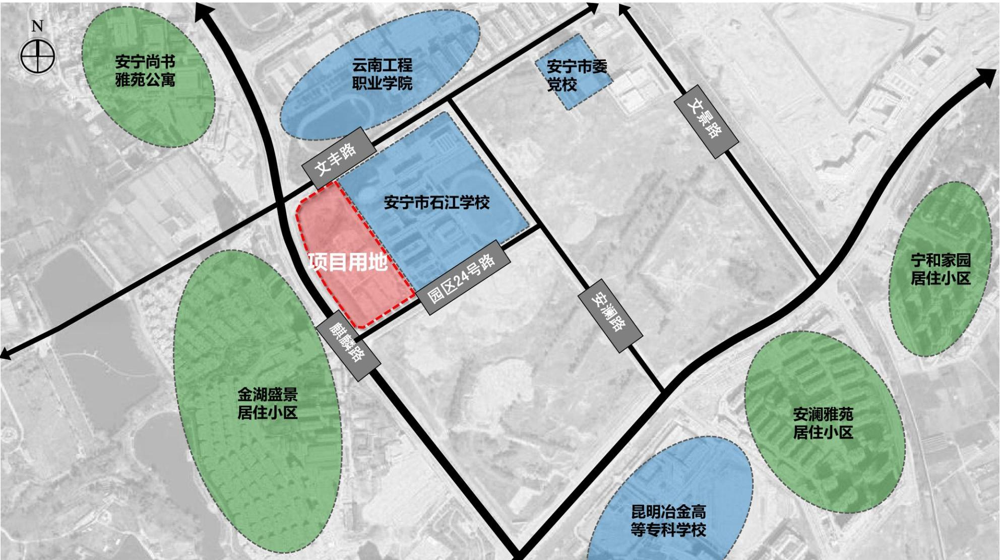 N
安宁尚书
雅苑公寓
云南工程
职业学院
安宁市委
党校
文景路
文丰路
安宁市石江学校
项目用地
园区24号路
宁和家园
居住小区
安澜路
麒麟路
金湖盛景
居住小区
安澜雅苑
居住小区
昆明冶金高
等专科学校